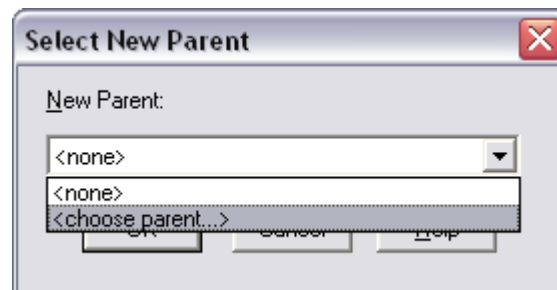 Select New Parent
New Parent:
<none>
<none>
<choose parent...>